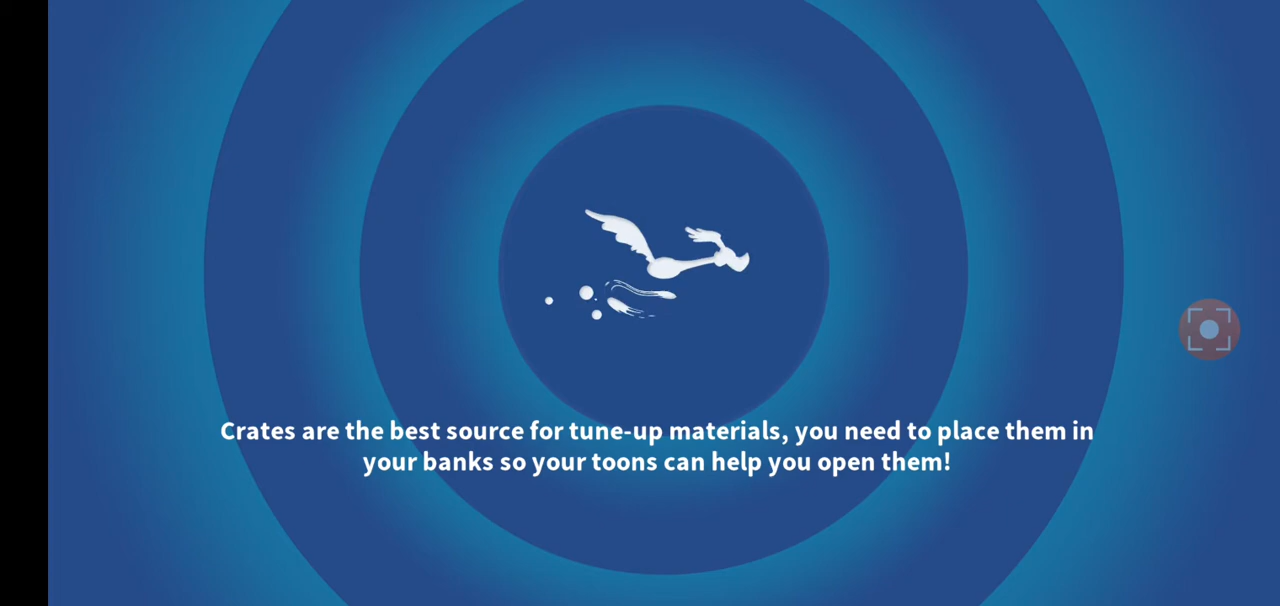 Crates are the best source for tune-up materials, you need to place them in
your banks so your toons can help you open them!